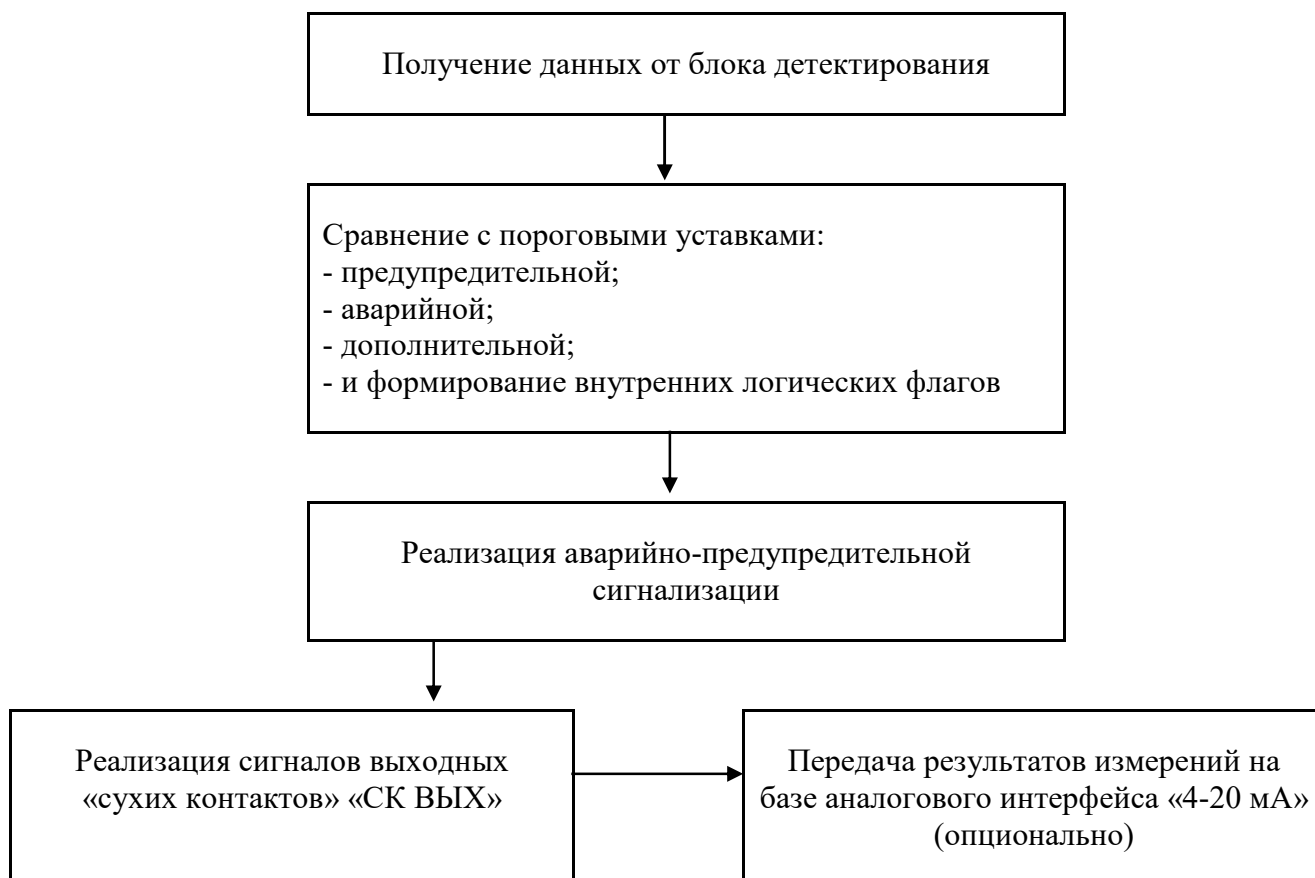 Получение данных от блока детектирования
Сравнение с пороговыми уставками:
- предупредительной;
- аварийной;
- дополнительной;
- и формирование внутренних логических флагов
Реализация аварийно-предупредительной
сигнализации
Реализация сигналов выходных
«сухих контактов» «СК ВЫХ»
Передача результатов измерений на
базе аналогового интерфейса «4-20 мА»
(опционально)